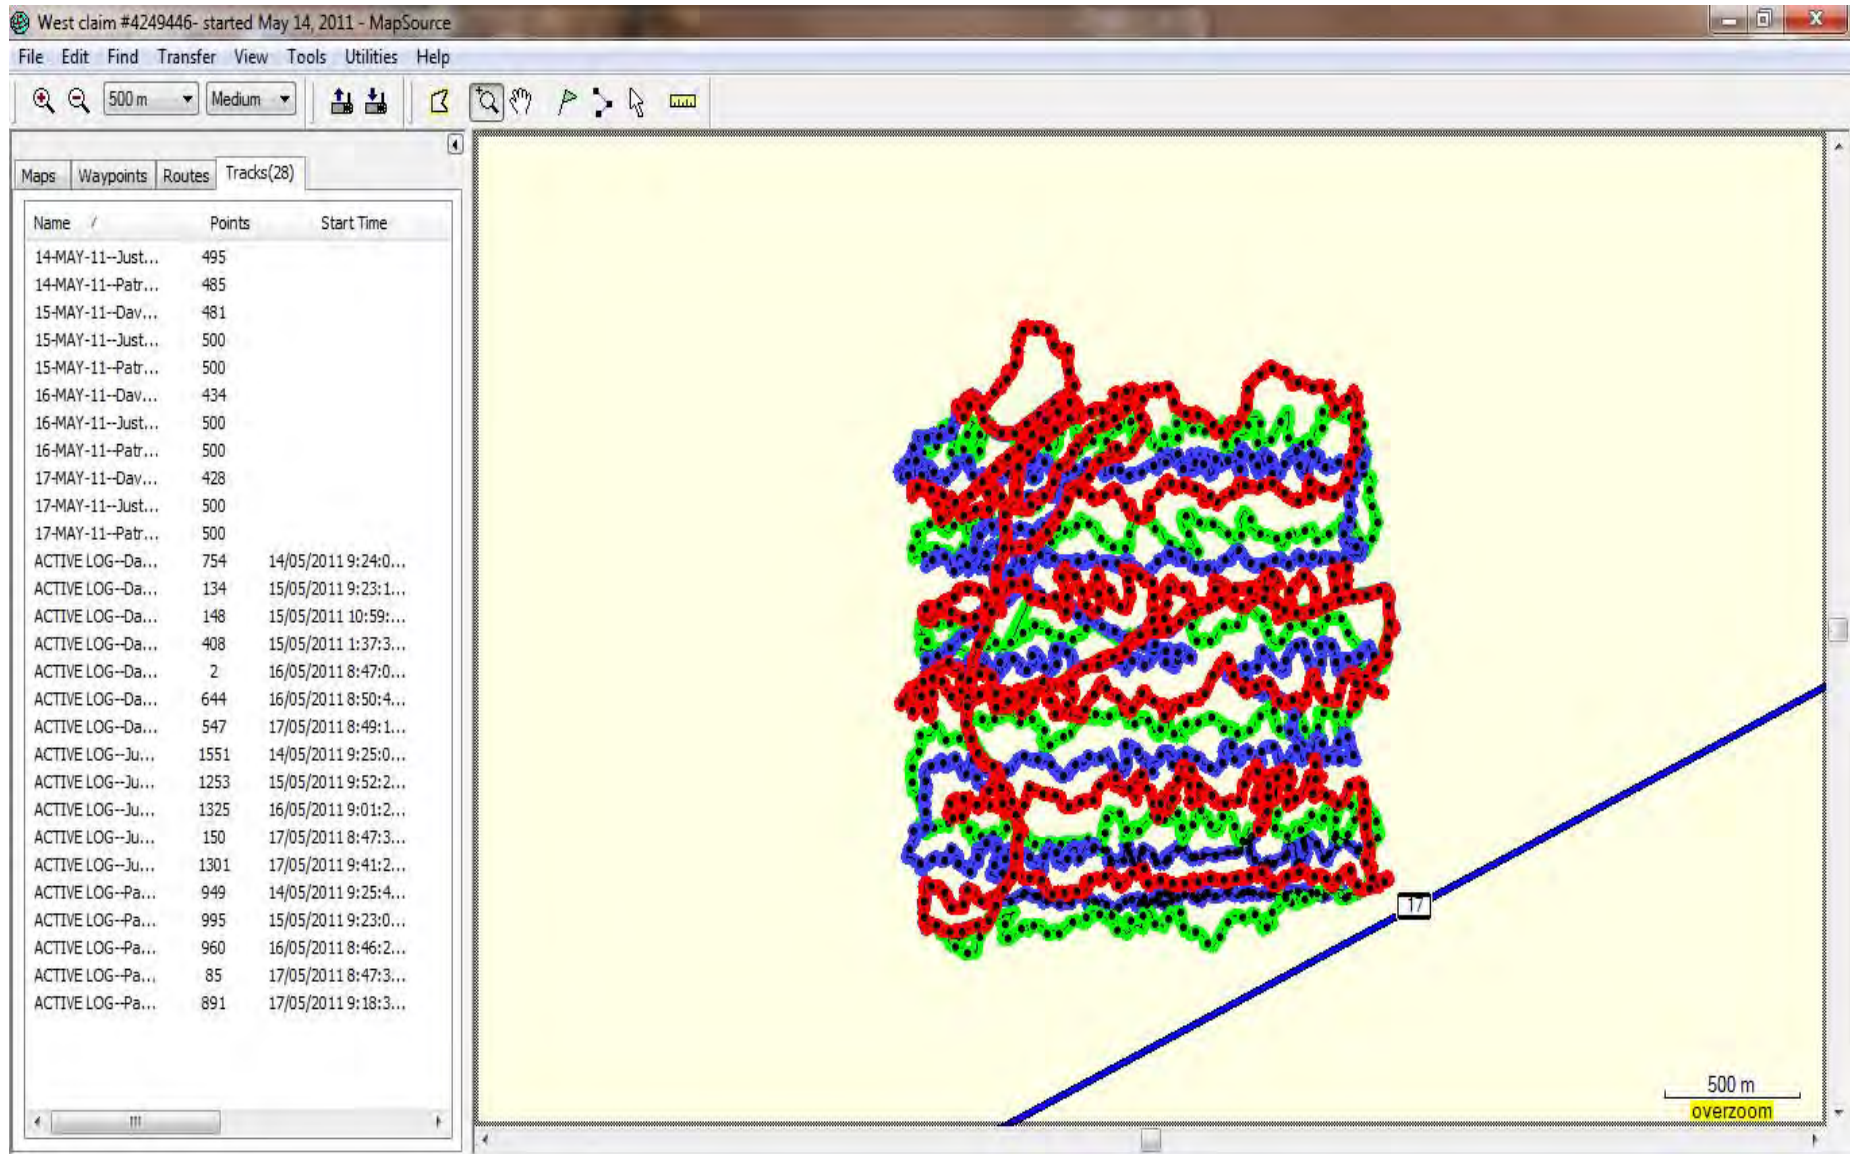 West claim #4249446- started May 14, 2011 - MapSource
File Edit Find Transfer View Tools Utilities Help
500 m Medium
Maps Waypoints Routes Tracks(28)
Name / Points Start Time
14-MAY-11--Just... 495
14-MAY-11--Patr... 485
15-MAY-11--Dav... 481
15-MAY-11--Just... 500
15-MAY-11--Patr... 500
16-MAY-11--Dav... 434
16-MAY-11--Just... 500
16-MAY-11--Patr... 500
17-MAY-11--Dav... 428
17-MAY-11--Just... 500
17-MAY-11--Patr... 500
ACTIVE LOG--Da... 754 14/05/2011 9:24:0...
ACTIVE LOG--Da... 134 15/05/2011 9:23:1...
ACTIVE LOG--Da... 148 15/05/2011 10:59:...
ACTIVE LOG--Da... 408 15/05/2011 1:37:3...
ACTIVE LOG--Da... 2 16/05/2011 8:47:0...
ACTIVE LOG--Da... 644 16/05/2011 8:50:4...
ACTIVE LOG--Da... 547 17/05/2011 8:49:1...
ACTIVE LOG--Ju... 1551 14/05/2011 9:25:0...
ACTIVE LOG--Ju... 1253 15/05/2011 9:52:2...
ACTIVE LOG--Ju... 1325 16/05/2011 9:01:2...
ACTIVE LOG--Ju... 150 17/05/2011 8:47:3...
ACTIVE LOG--Ju... 1301 17/05/2011 9:41:2...
ACTIVE LOG--Pa... 949 14/05/2011 9:25:4...
ACTIVE LOG--Pa... 995 15/05/2011 9:23:0...
ACTIVE LOG--Pa... 960 16/05/2011 8:46:2...
ACTIVE LOG--Pa... 85 17/05/2011 8:47:3...
ACTIVE LOG--Pa... 891 17/05/2011 9:18:3...
17
500 m
overzoom